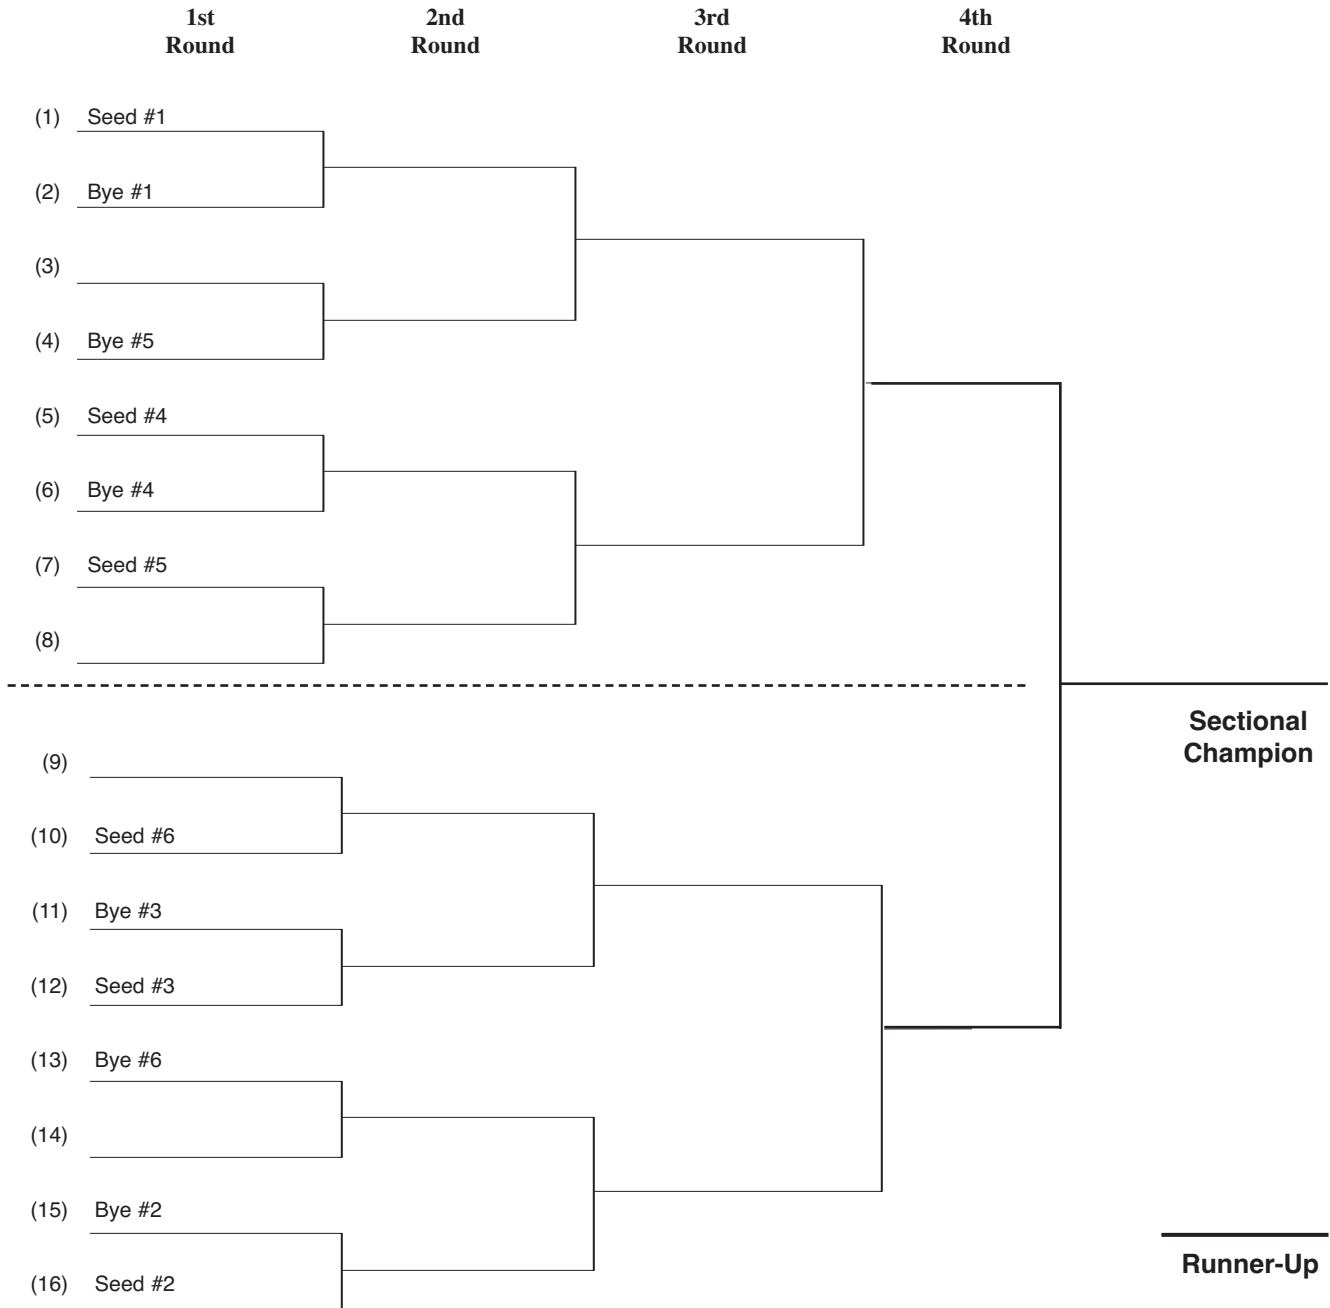 1st
Round
2nd
Round
3rd
Round
4th
Round
(1) Seed #1
(2) Bye #1
(3)
(4) Bye #5
(5) Seed #4
(6) Bye #4
(7) Seed #5
(8)
Sectional
Champion
(9)
(10) Seed #6
(11) Bye #3
(12) Seed #3
(13) Bye #6
(14)
(15) Bye #2
(16) Seed #2
Runner-Up